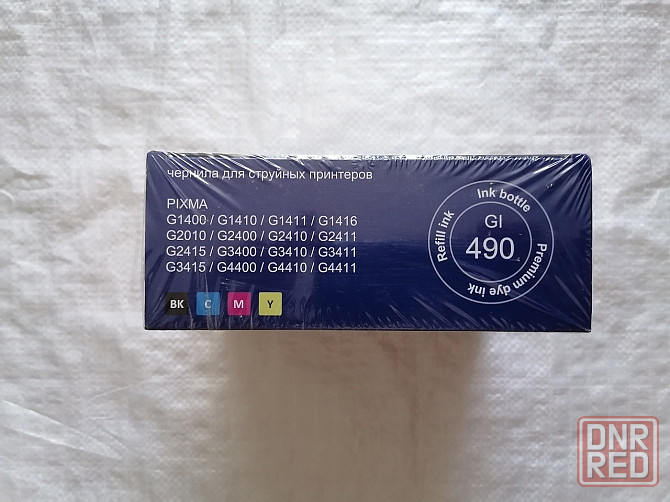 чернила для струйных принтеров
PIXMA
G1400 / G1410 / G1411 / G1416
G2010 / G2400 / G2410 / G2411
G2415 / G3400 / G3410 / G3411
G3415 / G4400 / G4410 / G4411
BK C M Y
Refill ink
Ink bottle
Premium dye ink
GI
490
DNR
RED